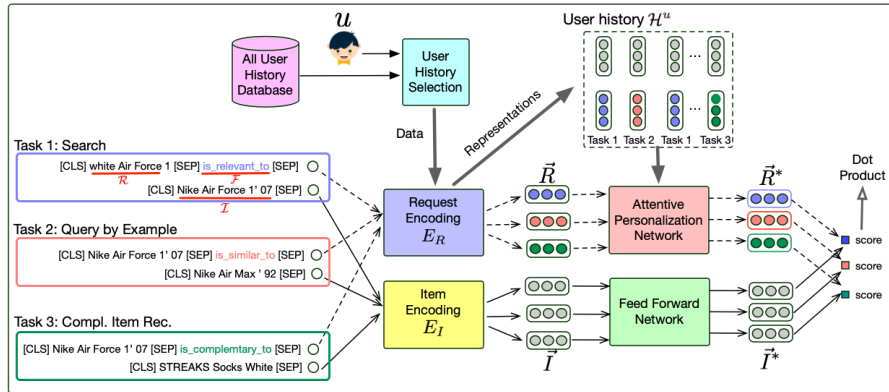 u
User history ℋᵘ
All User
History
Database
User
History
Selection
Task 1 Task 2 Task 1 ... Task 3
Data
Representations
Task 1: Search
[CLS] white Air Force 1 [SEP] is_relevant_to [SEP]
R F
[CLS] Nike Air Force 1' 07 [SEP]
I
Task 2: Query by Example
[CLS] Nike Air Force 1' 07 [SEP] is_similar_to [SEP]
[CLS] Nike Air Max ' 92 [SEP]
Task 3: Compl. Item Rec.
[CLS] Nike Air Force 1' 07 [SEP] is_complemtary_to [SEP]
[CLS] STREAKS Socks White [SEP]
Request
Encoding
E_R
R⃗
Attentive
Personalization
Network
R⃗*
Dot
Product
score
score
score
Item
Encoding
E_I
I⃗
Feed Forward
Network
I⃗*